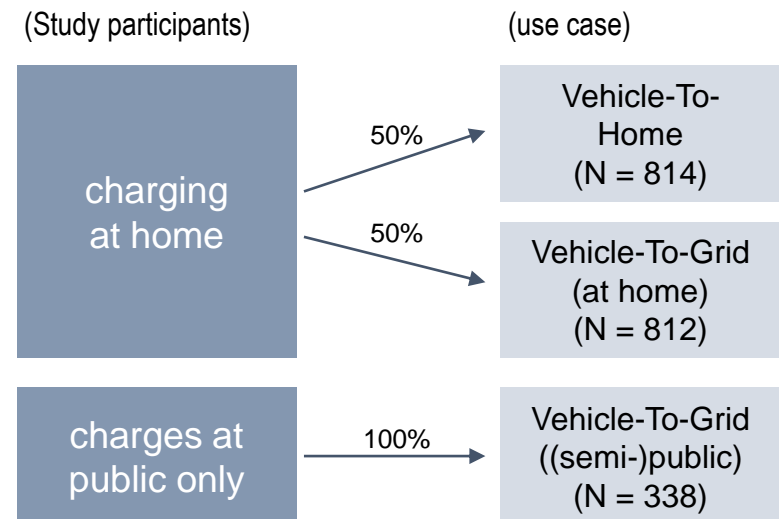 (Study participants)
(use case)
charging
at home
50%
50%
Vehicle-To-
Home
(N = 814)
Vehicle-To-Grid
(at home)
(N = 812)
charges at
public only
100%
Vehicle-To-Grid
((semi-)public)
(N = 338)